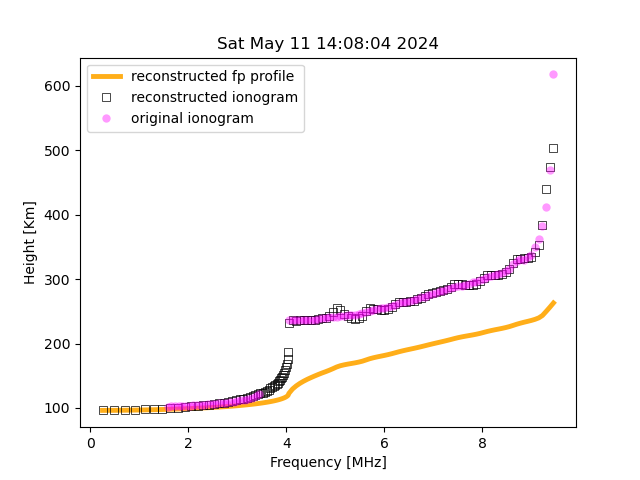 Sat May 11 14:08:04 2024
reconstructed fp profile
reconstructed ionogram
original ionogram
Height [Km]
600
500
400
300
200
100
0 2 4 6 8
Frequency [MHz]